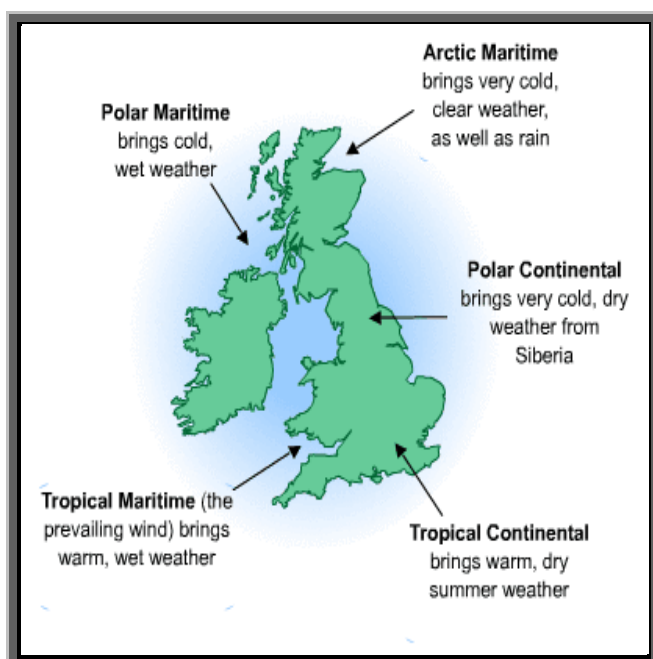 Arctic Maritime
brings very cold,
clear weather,
as well as rain
Polar Maritime
brings cold,
wet weather
Polar Continental
brings very cold, dry
weather from
Siberia
Tropical Maritime (the
prevailing wind) brings
warm, wet weather
Tropical Continental
brings warm, dry
summer weather